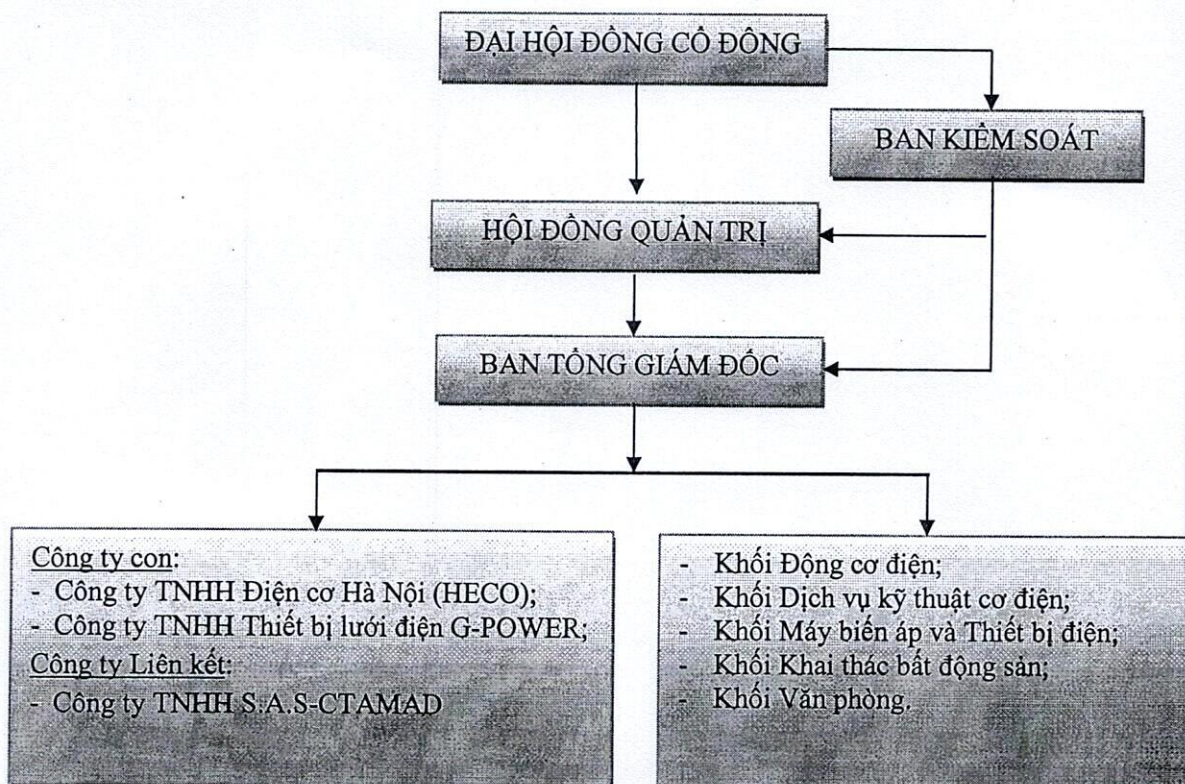 ĐẠI HỘI ĐỒNG CỔ ĐÔNG
BAN KIỂM SOÁT
HỘI ĐỒNG QUẢN TRỊ
BAN TỔNG GIÁM ĐỐC
Công ty con:
- Công ty TNHH Điện cơ Hà Nội (HECO);
- Công ty TNHH Thiết bị lưới điện G-POWER;
Công ty Liên kết:
- Công ty TNHH S.A.S-CTAMAD
- Khối Động cơ điện;
- Khối Dịch vụ kỹ thuật cơ điện;
- Khối Máy biến áp và Thiết bị điện;
- Khối Khai thác bất động sản;
- Khối Văn phòng.